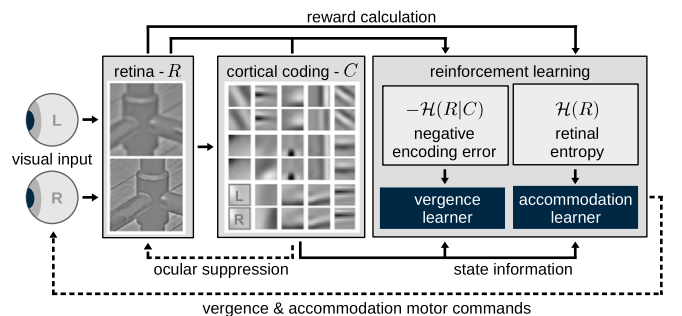 reward calculation
retina - R
cortical coding - C
reinforcement learning
L
visual input
R
L
R
−H(R|C)
negative
encoding error
H(R)
retinal
entropy
vergence
learner
accommodation
learner
ocular suppression
state information
vergence & accommodation motor commands